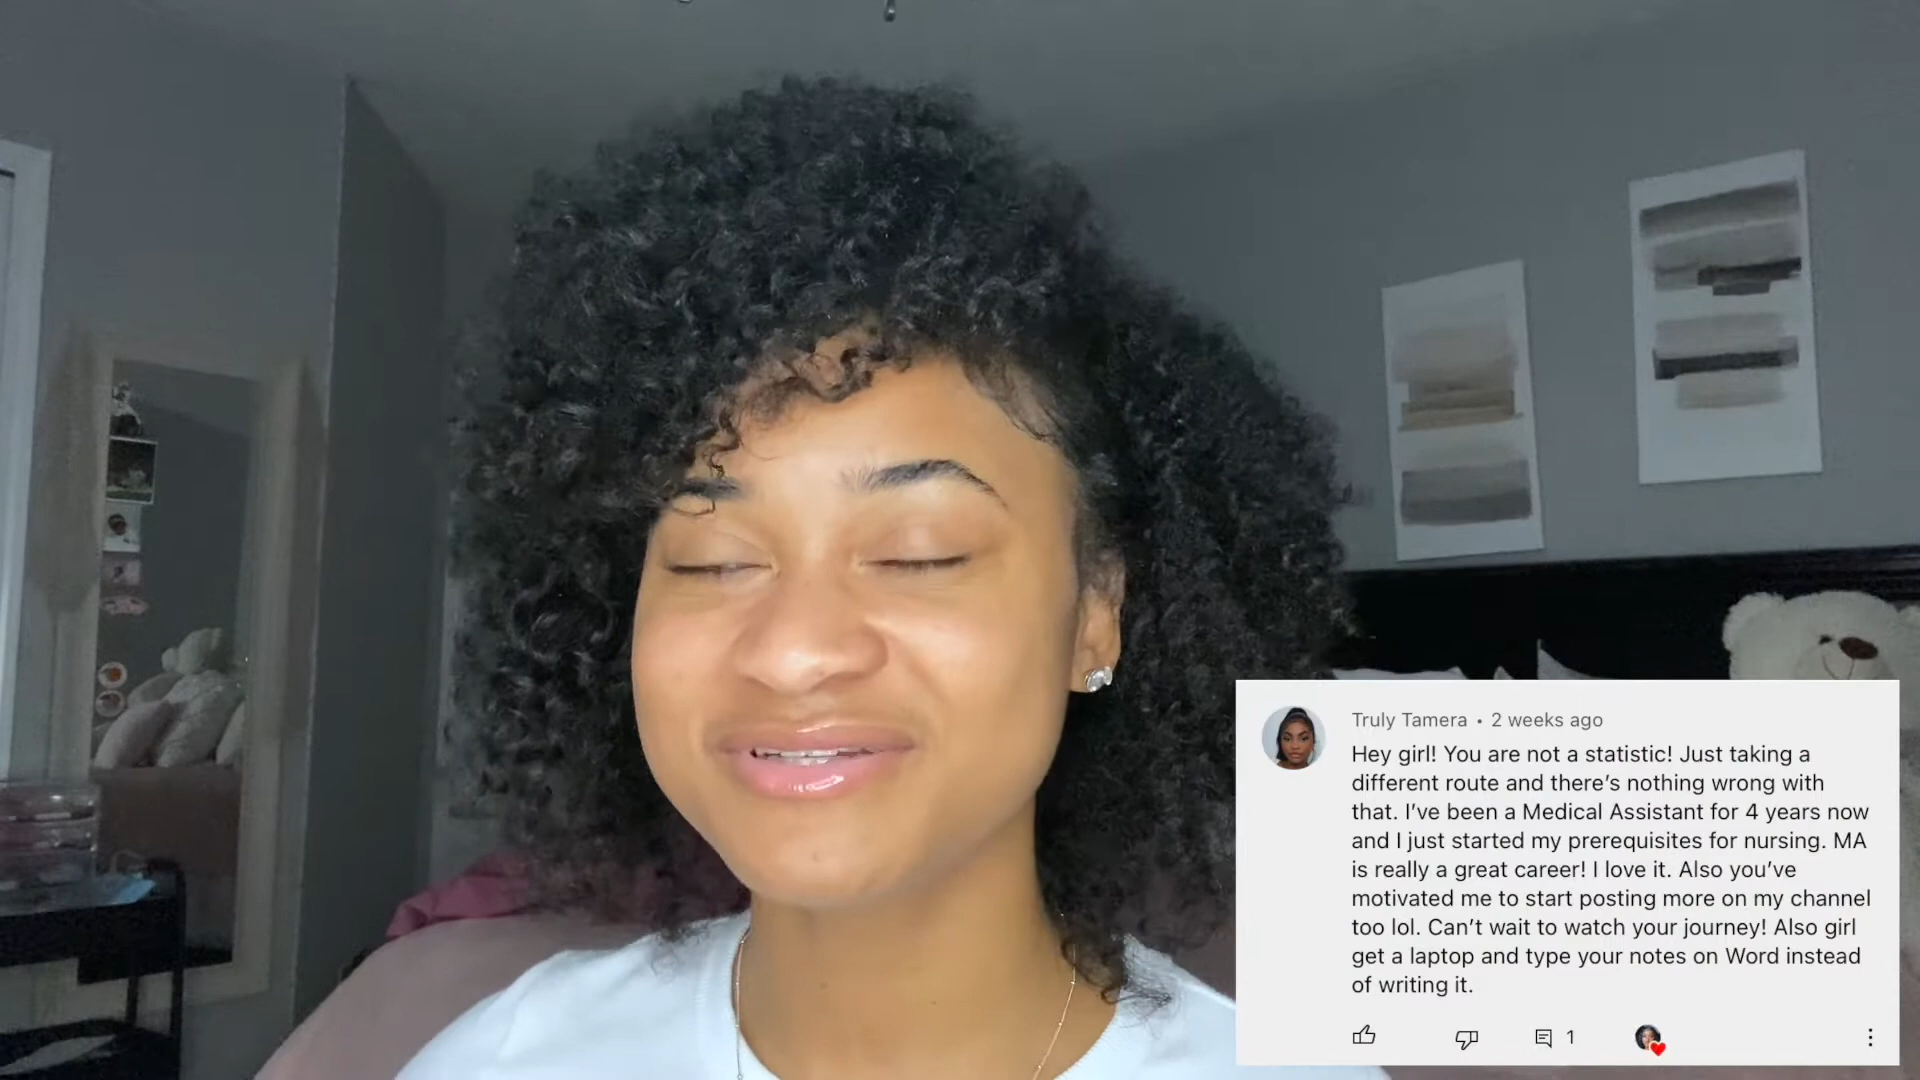 Truly Tamera • 2 weeks ago
Hey girl! You are not a statistic! Just taking a
different route and there’s nothing wrong with
that. I’ve been a Medical Assistant for 4 years now
and I just started my prerequisites for nursing. MA
is really a great career! I love it. Also you’ve
motivated me to start posting more on my channel
too lol. Can’t wait to watch your journey! Also girl
get a laptop and type your notes on Word instead
of writing it.
1